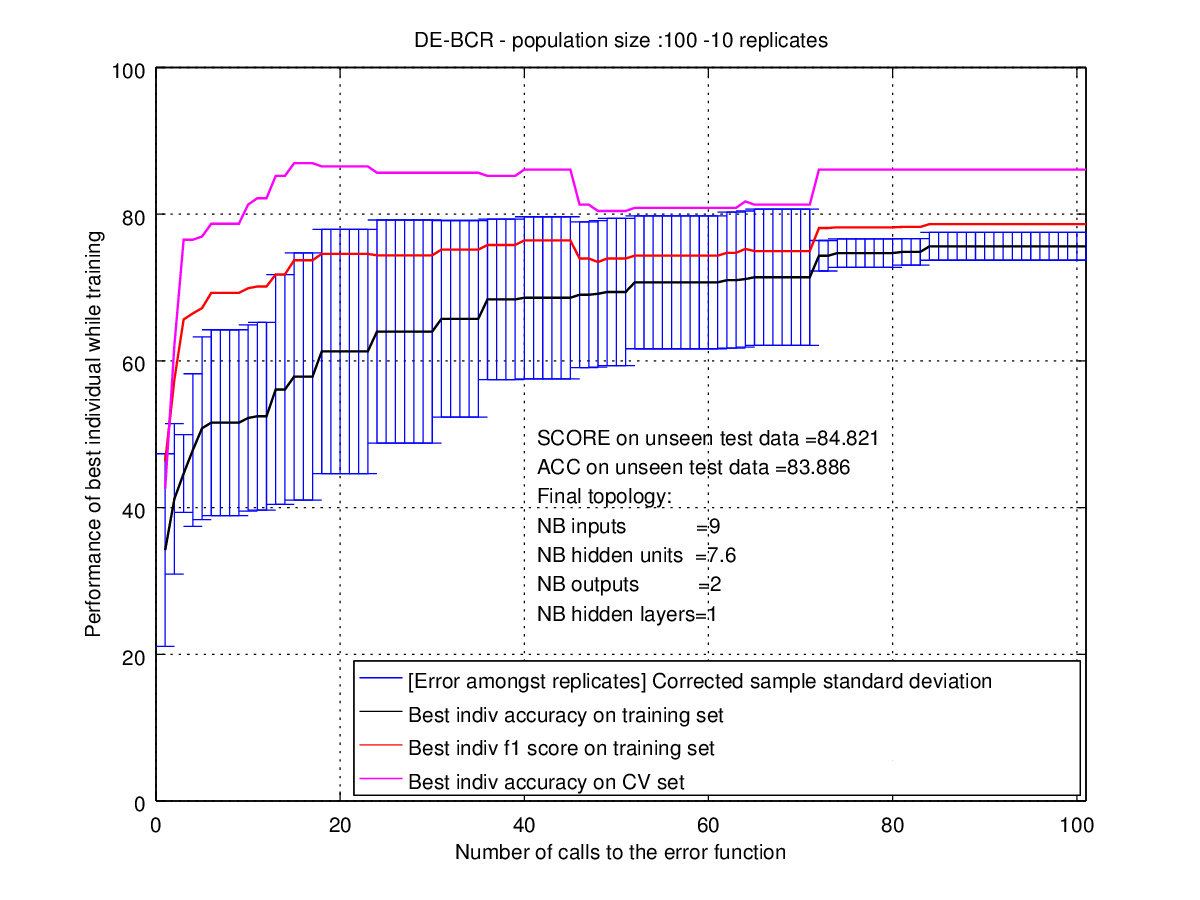 DE-BCR - population size :100 -10 replicates
Performance of best individual while training
100
80
60
40
20
0
SCORE on unseen test data =84.821
ACC on unseen test data =83.886
Final topology:
NB inputs =9
NB hidden units =7.6
NB outputs =2
NB hidden layers=1
[Error amongst replicates] Corrected sample standard deviation
Best indiv accuracy on training set
Best indiv f1 score on training set
Best indiv accuracy on CV set
0 20 40 60 80 100
Number of calls to the error function